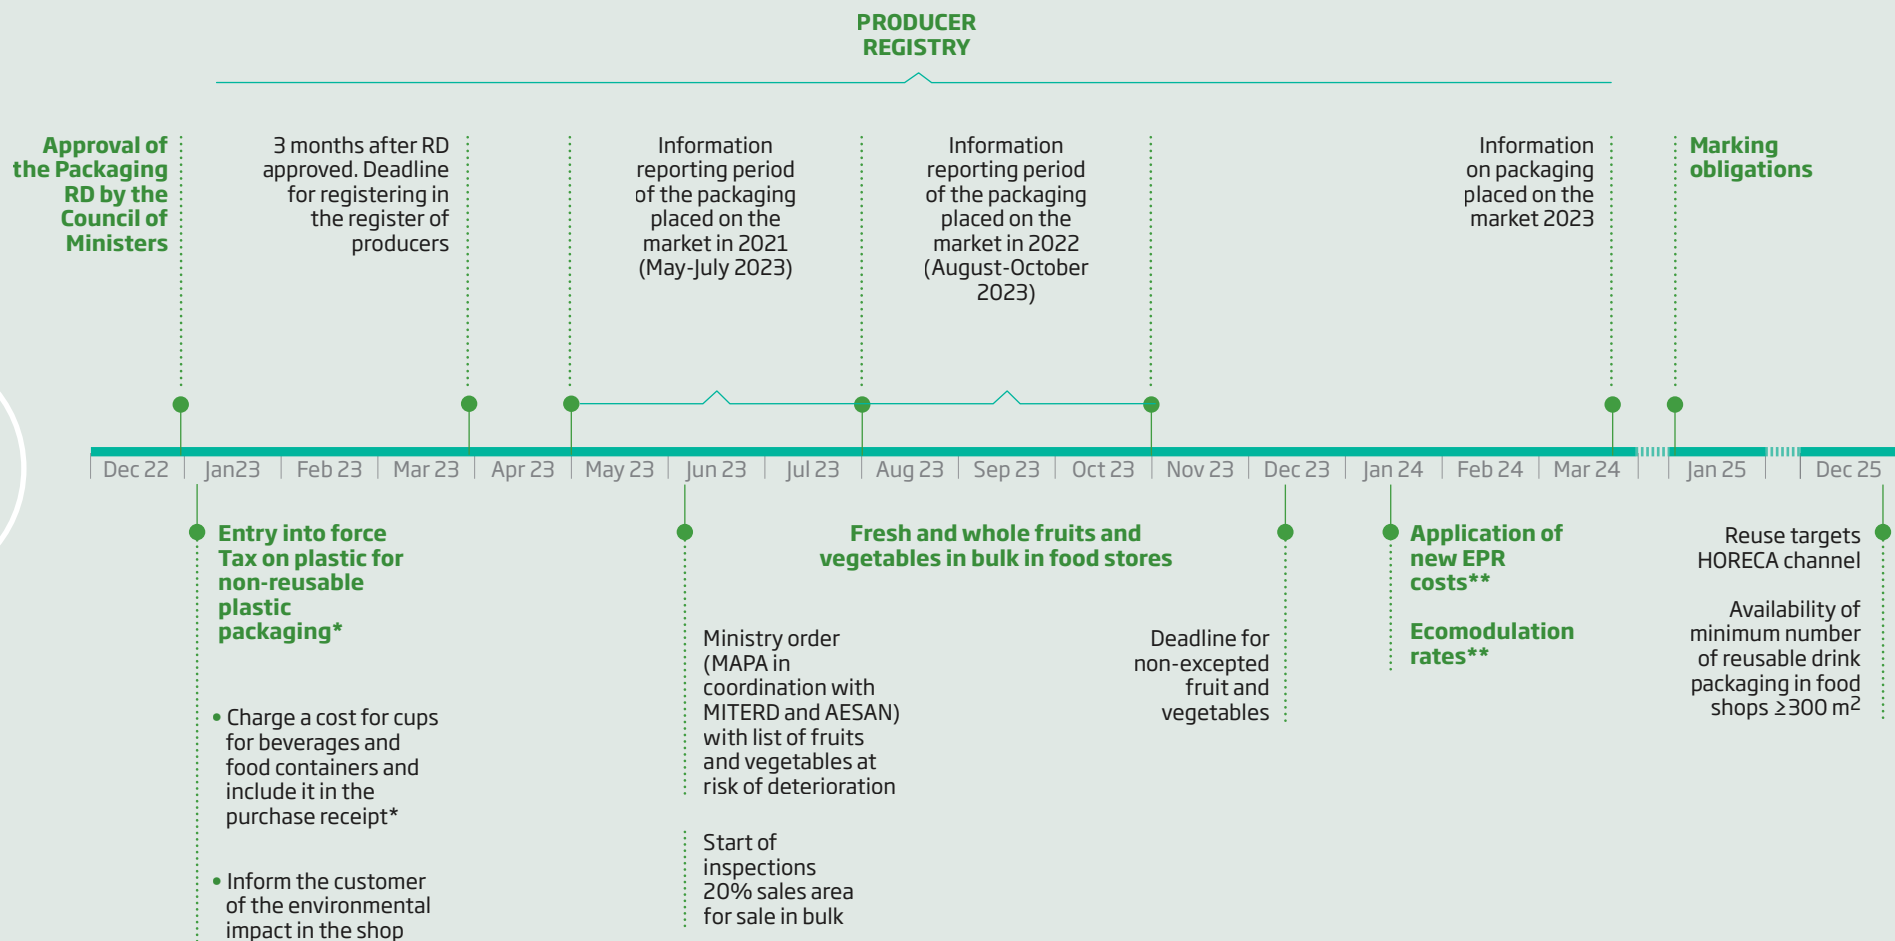 PRODUCER
REGISTRY
Approval of
the Packaging
RD by the
Council of
Ministers
3 months after RD
approved. Deadline
for registering in
the register of
producers
Information
reporting period
of the packaging
placed on the
market in 2021
(May-July 2023)
Information
reporting period
of the packaging
placed on the
market in 2022
(August-October
2023)
Information
on packaging
placed on the
market 2023
Marking
obligations
Dec 22
Jan23
Feb 23
Mar 23
Apr 23
May 23
Jun 23
Jul 23
Aug 23
Sep 23
Oct 23
Nov 23
Dec 23
Jan 24
Feb 24
Mar 24
Jan 25
Dec 25
Entry into force
Tax on plastic for
non-reusable
plastic
packaging*
• Charge a cost for cups
for beverages and
food containers and
include it in the
purchase receipt*
• Inform the customer
of the environmental
impact in the shop
Fresh and whole fruits and
vegetables in bulk in food stores
Ministry order
(MAPA in
coordination with
MITERD and AESAN)
with list of fruits
and vegetables at
risk of deterioration
Start of
inspections
20% sales area
for sale in bulk
Deadline for
non-excepted
fruit and
vegetables
Application of
new EPR
costs**
Ecomodulation
rates**
Reuse targets
HORECA channel
Availability of
minimum number
of reusable drink
packaging in food
shops ≥300 m²